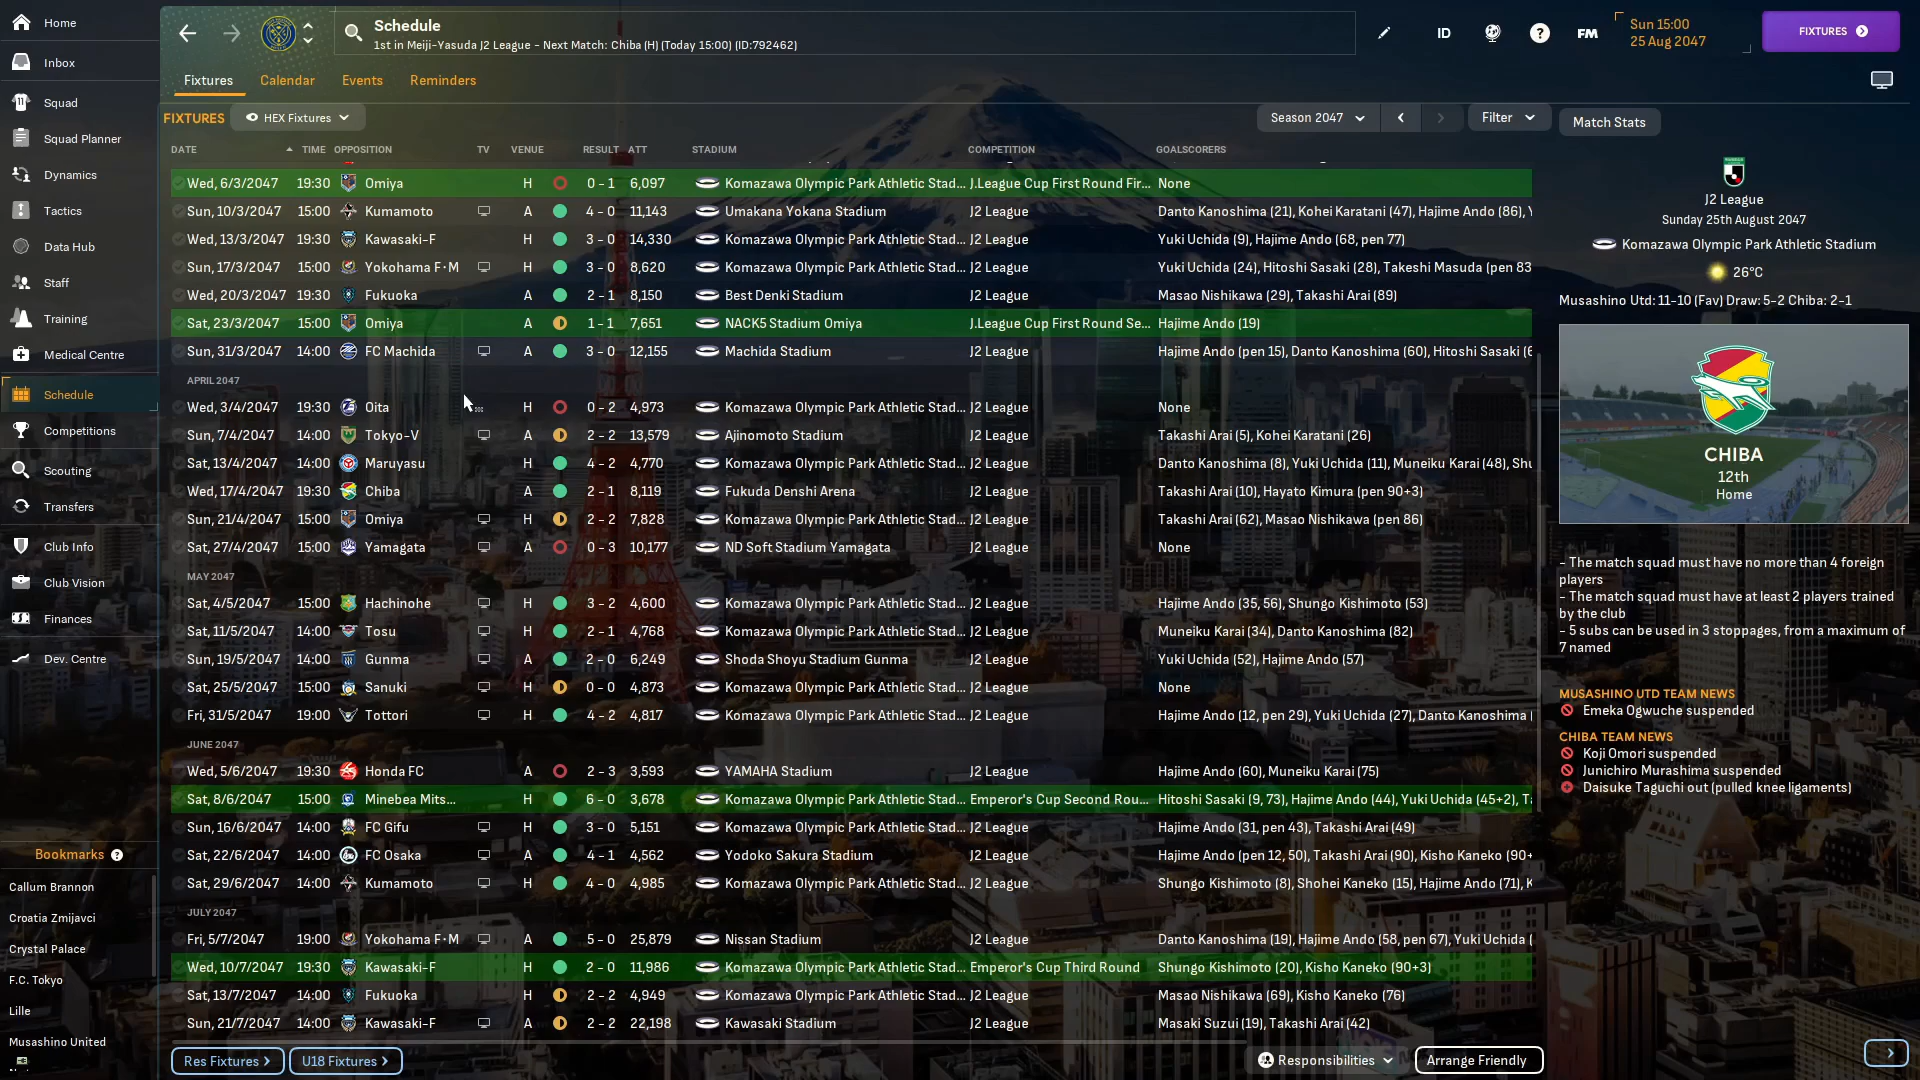 Home
Inbox
Squad
Squad Planner
Dynamics
Tactics
Data Hub
Staff
Training
Medical Centre
Schedule
Competitions
Scouting
Transfers
Club Info
Club Vision
Finances
Dev. Centre
Bookmarks ?
Callum Brannon
Croatia Zmijavci
Crystal Palace
F.C. Tokyo
Lille
Musashino United
Schedule
1st in Meiji-Yasuda J2 League - Next Match: Chiba (H) (Today 15:00) (ID:792462)
ID ? FM
Sun 15:00
25 Aug 2047
FIXTURES
Fixtures Calendar Events Reminders
FIXTURES HEX Fixtures Season 2047 Filter Match Stats
DATE TIME OPPOSITION TV VENUE RESULT ATT STADIUM COMPETITION GOALSCORERS
Wed, 6/3/2047 19:30 Omiya H 0 - 1 6,097 Komazawa Olympic Park Athletic Stad... J.League Cup First Round Fir... None
Sun, 10/3/2047 15:00 Kumamoto A 4 - 0 11,143 Umakana Yokana Stadium J2 League Danto Kanoshima (21), Kohei Karatani (47), Hajime Ando (86), Y
Wed, 13/3/2047 19:30 Kawasaki-F H 3 - 0 14,330 Komazawa Olympic Park Athletic Stad... J2 League Yuki Uchida (9), Hajime Ando (68, pen 77)
Sun, 17/3/2047 15:00 Yokohama F·M H 3 - 0 8,620 Komazawa Olympic Park Athletic Stad... J2 League Yuki Uchida (24), Hitoshi Sasaki (28), Takeshi Masuda (pen 83
Wed, 20/3/2047 19:30 Fukuoka A 2 - 1 8,150 Best Denki Stadium J2 League Masao Nishikawa (29), Takashi Arai (89)
Sat, 23/3/2047 15:00 Omiya A 1 - 1 7,651 NACK5 Stadium Omiya J.League Cup First Round Se... Hajime Ando (19)
Sun, 31/3/2047 14:00 FC Machida A 3 - 0 12,155 Machida Stadium J2 League Hajime Ando (pen 15), Danto Kanoshima (60), Hitoshi Sasaki (6
APRIL 2047
Wed, 3/4/2047 19:30 Oita H 0 - 2 4,973 Komazawa Olympic Park Athletic Stad... J2 League None
Sun, 7/4/2047 14:00 Tokyo-V A 2 - 2 13,579 Ajinomoto Stadium J2 League Takashi Arai (5), Kohei Karatani (26)
Sat, 13/4/2047 14:00 Maruyasu H 4 - 2 4,770 Komazawa Olympic Park Athletic Stad... J2 League Danto Kanoshima (8), Yuki Uchida (11), Muneiku Karai (48), Shu
Wed, 17/4/2047 19:30 Chiba A 2 - 1 8,119 Fukuda Denshi Arena J2 League Takashi Arai (10), Hayato Kimura (pen 90+3)
Sun, 21/4/2047 15:00 Omiya H 2 - 2 7,828 Komazawa Olympic Park Athletic Stad... J2 League Takashi Arai (62), Masao Nishikawa (pen 86)
Sat, 27/4/2047 15:00 Yamagata A 0 - 3 10,177 ND Soft Stadium Yamagata J2 League None
MAY 2047
Sat, 4/5/2047 15:00 Hachinohe H 3 - 2 4,600 Komazawa Olympic Park Athletic Stad... J2 League Hajime Ando (35, 56), Shungo Kishimoto (53)
Sat, 11/5/2047 14:00 Tosu H 2 - 1 4,768 Komazawa Olympic Park Athletic Stad... J2 League Muneiku Karai (34), Danto Kanoshima (82)
Sun, 19/5/2047 14:00 Gunma A 2 - 0 6,249 Shoda Shoyu Stadium Gunma J2 League Yuki Uchida (52), Hajime Ando (57)
Sat, 25/5/2047 15:00 Sanuki H 0 - 0 4,873 Komazawa Olympic Park Athletic Stad... J2 League None
Fri, 31/5/2047 19:00 Tottori H 4 - 2 4,817 Komazawa Olympic Park Athletic Stad... J2 League Hajime Ando (12, pen 29), Yuki Uchida (27), Danto Kanoshima (
JUNE 2047
Wed, 5/6/2047 19:30 Honda FC A 2 - 3 3,593 YAMAHA Stadium J2 League Hajime Ando (60), Muneiku Karai (75)
Sat, 8/6/2047 15:00 Minebea Mits... H 6 - 0 3,678 Komazawa Olympic Park Athletic Stad... Emperor's Cup Second Rou... Hitoshi Sasaki (9, 73), Hajime Ando (44), Yuki Uchida (45+2), Ta
Sun, 16/6/2047 14:00 FC Gifu H 3 - 0 5,151 Komazawa Olympic Park Athletic Stad... J2 League Hajime Ando (31, pen 43), Takashi Arai (49)
Sat, 22/6/2047 14:00 FC Osaka A 4 - 1 4,562 Yodoko Sakura Stadium J2 League Hajime Ando (pen 12, 50), Takashi Arai (90), Kisho Kaneko (90+
Sat, 29/6/2047 14:00 Kumamoto H 4 - 0 4,985 Komazawa Olympic Park Athletic Stad... J2 League Shungo Kishimoto (8), Shohei Kaneko (15), Hajime Ando (71), K
JULY 2047
Fri, 5/7/2047 19:00 Yokohama F·M A 5 - 0 25,879 Nissan Stadium J2 League Danto Kanoshima (19), Hajime Ando (58, pen 67), Yuki Uchida (
Wed, 10/7/2047 19:30 Kawasaki-F H 2 - 0 11,986 Komazawa Olympic Park Athletic Stad... Emperor's Cup Third Round Shungo Kishimoto (20), Kisho Kaneko (90+3)
Sat, 13/7/2047 14:00 Fukuoka H 2 - 2 4,949 Komazawa Olympic Park Athletic Stad... J2 League Masao Nishikawa (69), Kisho Kaneko (76)
Sun, 21/7/2047 14:00 Kawasaki-F A 2 - 2 22,198 Kawasaki Stadium J2 League Masaki Suzui (19), Takashi Arai (42)
Res Fixtures U18 Fixtures Responsibilities Arrange Friendly
J2 League
Sunday 25th August 2047
Komazawa Olympic Park Athletic Stadium
26°C
Musashino Utd: 11-10 (Fav) Draw: 5-2 Chiba: 2-1
CHIBA
12th
Home
- The match squad must have no more than 4 foreign
players
- The match squad must have at least 2 players trained
by the club
- 5 subs can be used in 3 stoppages, from a maximum of
7 named
MUSASHINO UTD TEAM NEWS
Emeka Ogwuche suspended
CHIBA TEAM NEWS
Koji Omori suspended
Junichiro Murashima suspended
Daisuke Taguchi out (pulled knee ligaments)